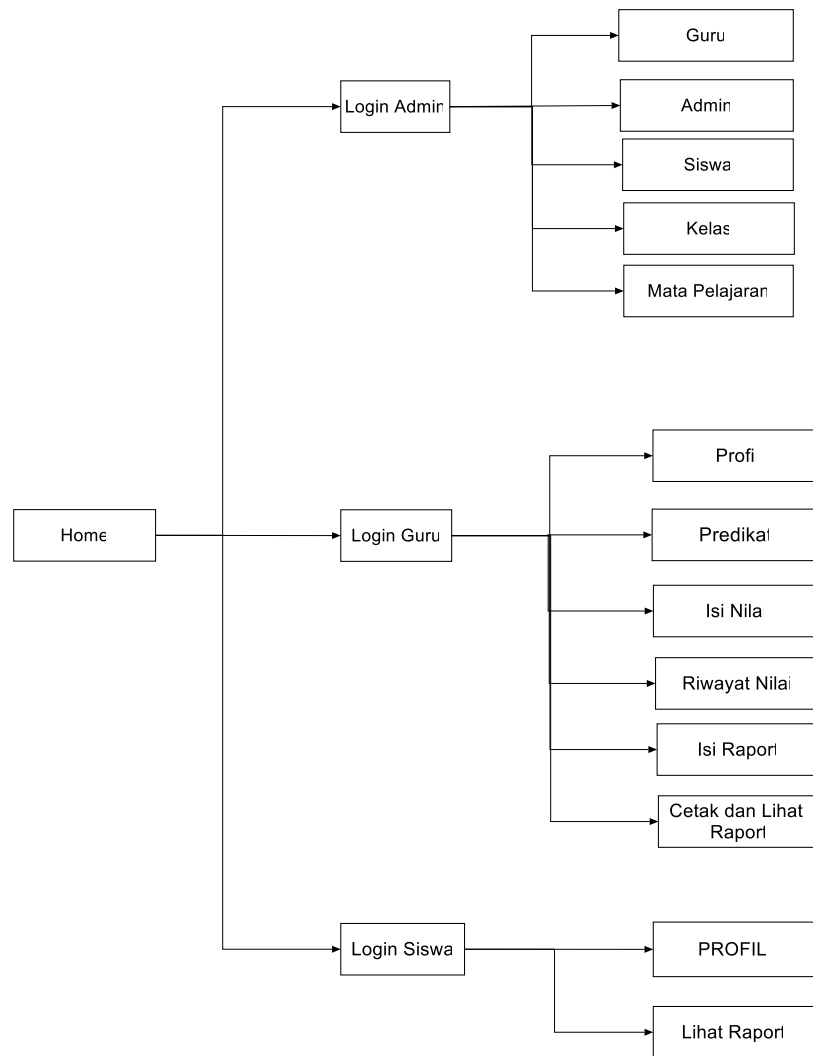 Guru
Login Admin
Admin
Siswa
Kelas
Mata Pelajaran
Profi
Home
Login Guru
Predikat
Isi Nila
Riwayat Nilai
Isi Raport
Cetak dan Lihat
Raport
Login Siswa
PROFIL
Lihat Raport